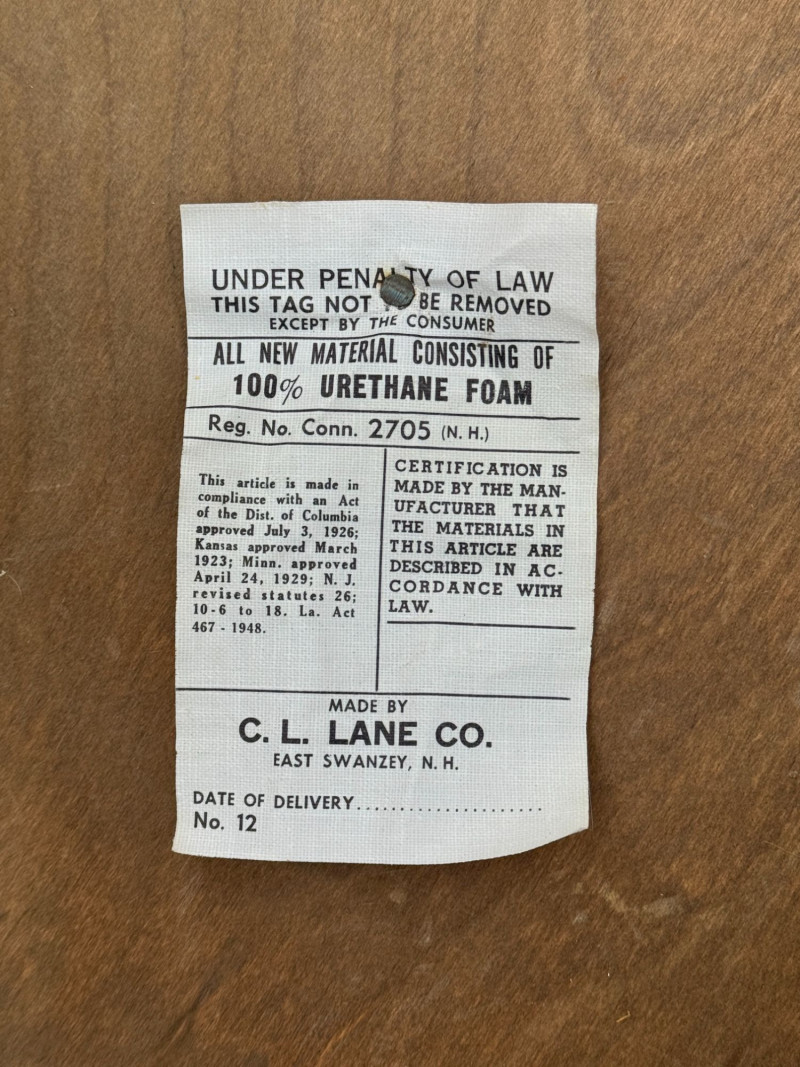 UNDER PENALTY OF LAW
THIS TAG NOT TO BE REMOVED
EXCEPT BY THE CONSUMER
ALL NEW MATERIAL CONSISTING OF
100% URETHANE FOAM
Reg. No. Conn. 2705 (N. H.)
This article is made in
compliance with an Act
of the Dist. of Columbia
approved July 3, 1926;
Kansas approved March
1923; Minn. approved
April 24, 1929; N. J.
revised statutes 26;
10-6 to 18. La. Act
467 - 1948.
CERTIFICATION IS
MADE BY THE MAN-
UFACTURER THAT
THE MATERIALS IN
THIS ARTICLE ARE
DESCRIBED IN AC-
CORDANCE WITH
LAW.
MADE BY
C. L. LANE CO.
EAST SWANZEY, N. H.
DATE OF DELIVERY.....................
No. 12